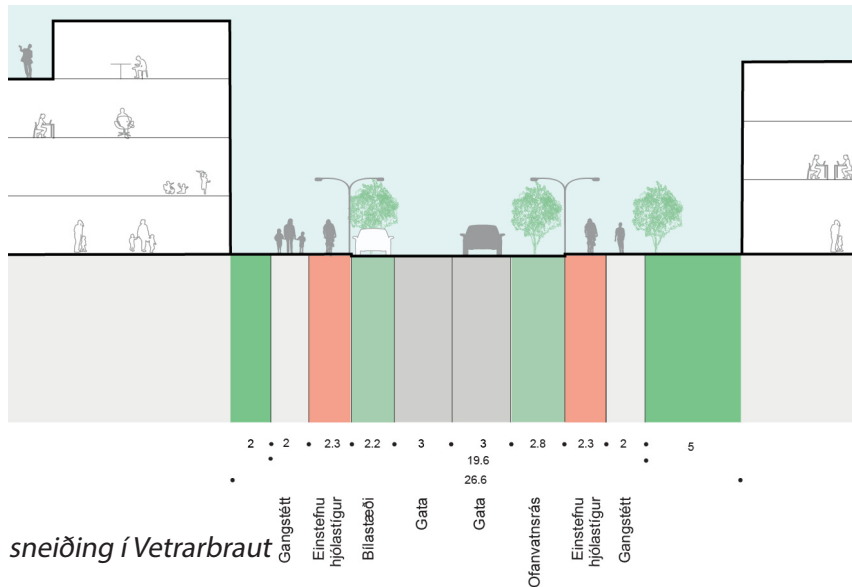 2 2 2.3 2.2 3 3 2.8 2.3 2 5
19.6
26.6
Gangstétt
Einstefnu
hjólastígur
Bílastæði
Gata
Gata
Ofanvatnsrás
Einstefnu
hjólastígur
Gangstétt
sneiðing í Vetrarbraut